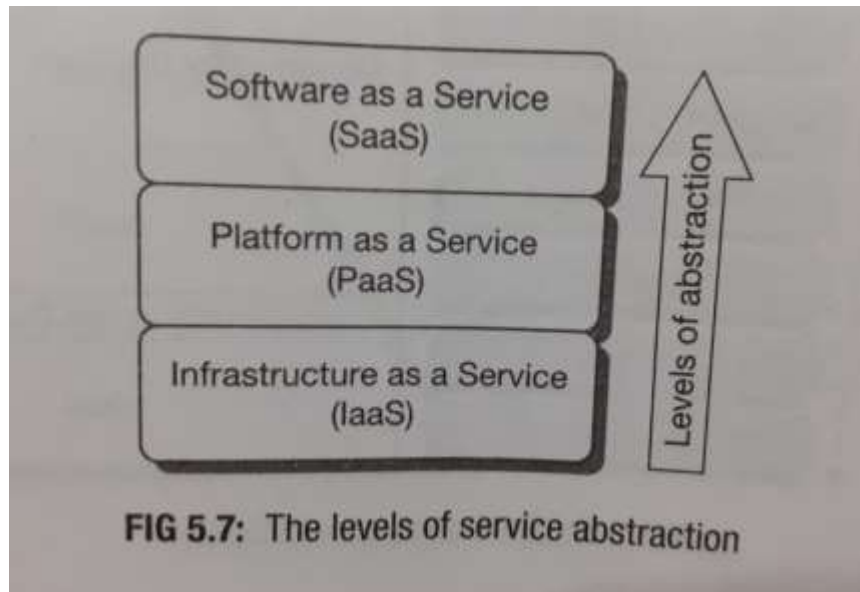 Software as a Service
(SaaS)
Platform as a Service
(PaaS)
Infrastructure as a Service
(IaaS)
Levels of abstraction
FIG 5.7: The levels of service abstraction